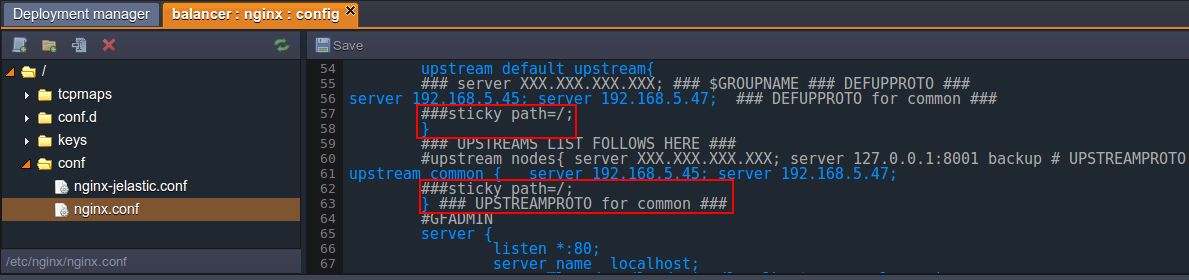 Deployment manager
balancer : nginx : config
Save
/
tcpmaps
conf.d
keys
conf
nginx-jelastic.conf
nginx.conf
/etc/nginx/nginx.conf
54 upstream default_upstream{
55 ### server XXX.XXX.XXX.XXX; ### $GROUPNAME ### DEFUPPROTO ###
56 server 192.168.5.45; server 192.168.5.47; ### DEFUPPROTO for common ###
57 ###sticky path=/;
58 }
59 ### UPSTREAMS LIST FOLLOWS HERE ###
60 #upstream nodes{ server XXX.XXX.XXX.XXX; server 127.0.0.1:8001 backup # UPSTREAMPROTO
61 upstream common { server 192.168.5.45; server 192.168.5.47;
62 ###sticky path=/;
63 } ### UPSTREAMPROTO for common ###
64 #GFADMIN
65 server {
66 listen *:80;
67 server_name localhost;